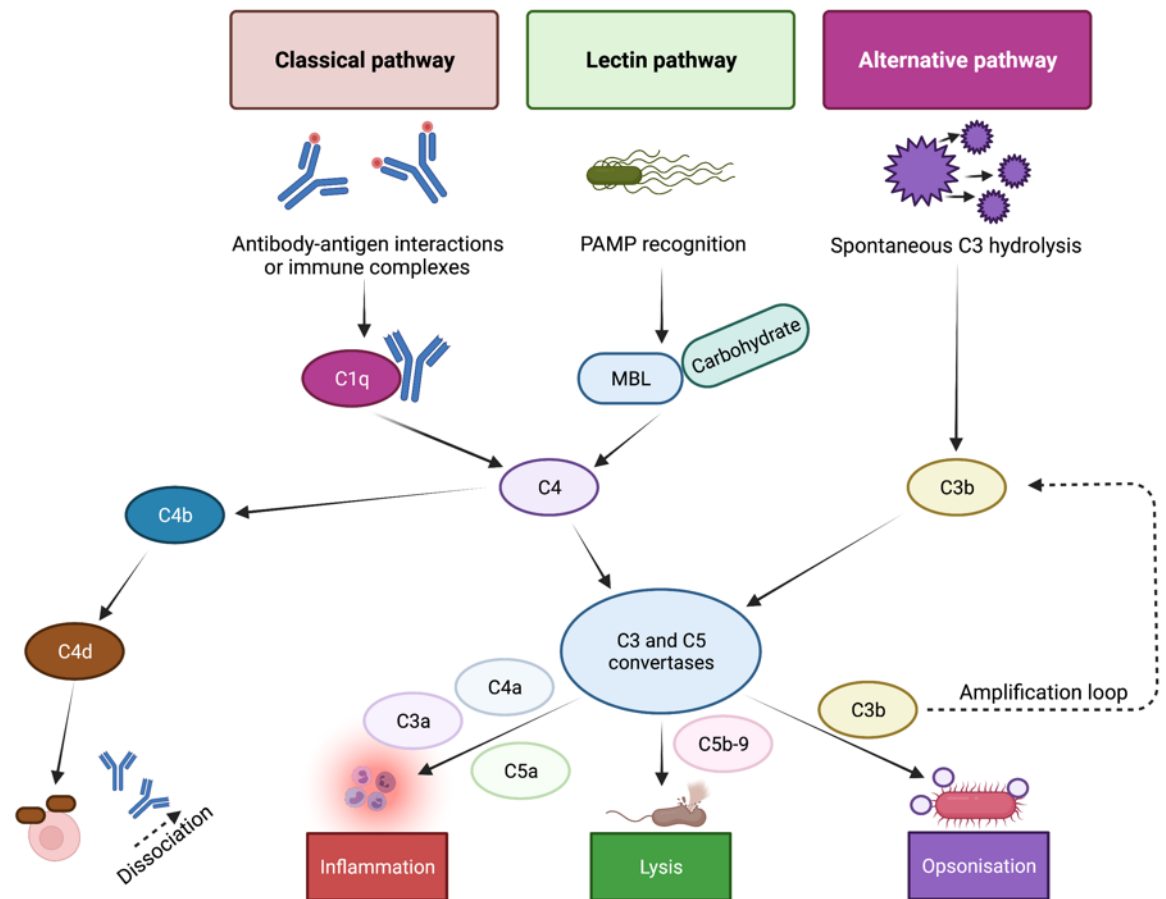 Classical pathway
Lectin pathway
Alternative pathway
Antibody-antigen interactions
or immune complexes
PAMP recognition
Spontaneous C3 hydrolysis
C1q
MBL
Carbohydrate
C4
C3b
C4b
C4d
C3 and C5
convertases
C4a
C3a
C5a
C5b-9
C3b
Amplification loop
Dissociation
Inflammation
Lysis
Opsonisation